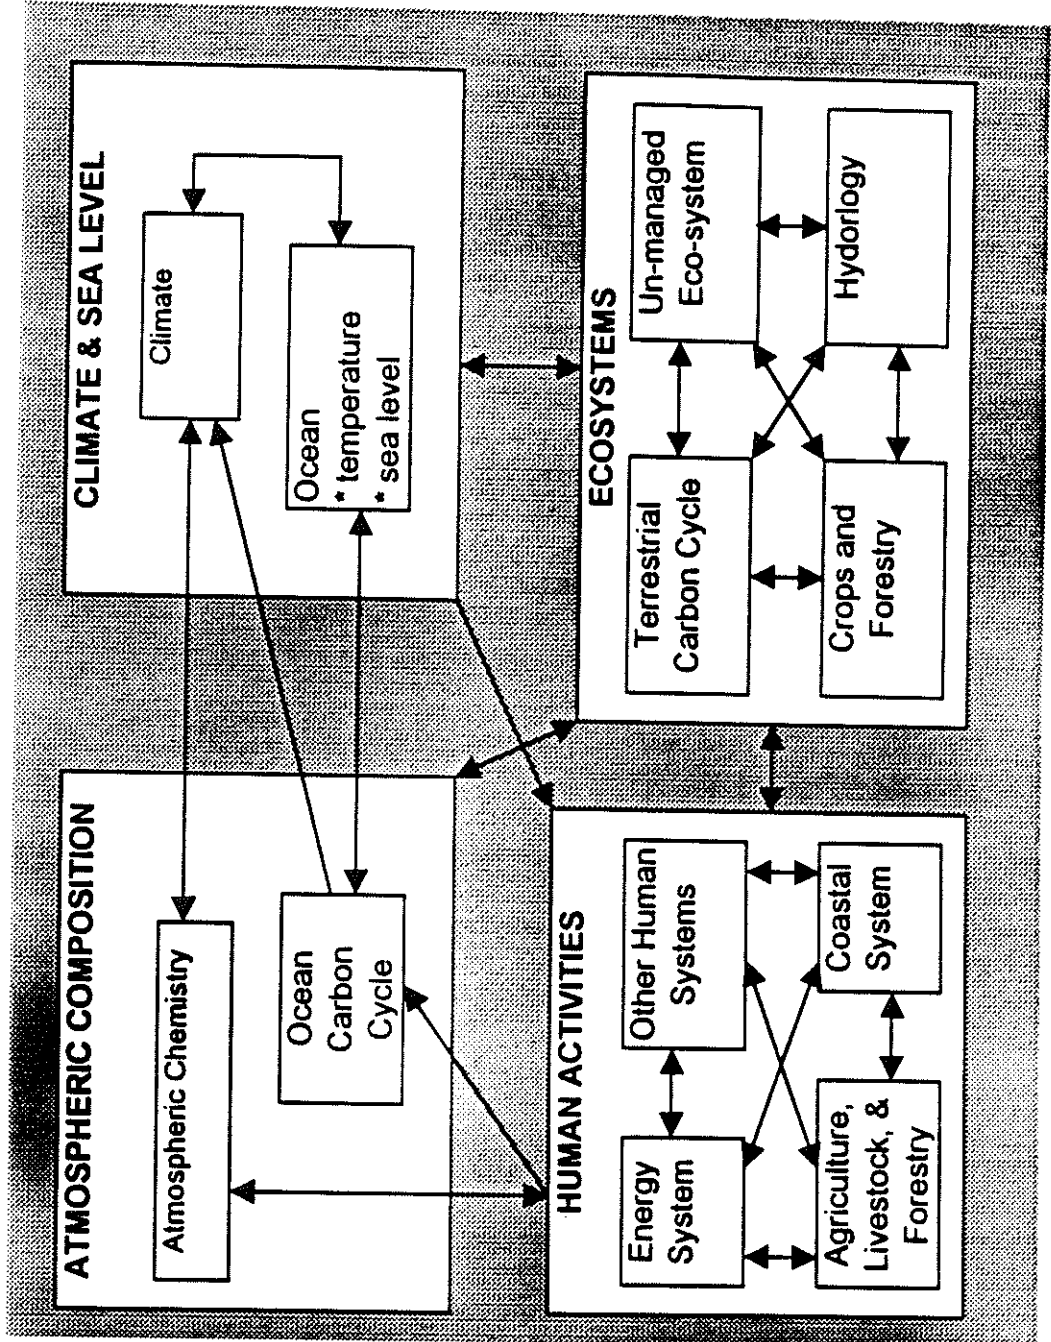 ATMOSPHERIC COMPOSITION
Atmospheric Chemistry
Ocean
Carbon
Cycle
CLIMATE & SEA LEVEL
Climate
Ocean
* temperature
* sea level
HUMAN ACTIVITIES
Energy
System
Other Human
Systems
Agriculture,
Livestock, &
Forestry
Coastal
System
ECOSYSTEMS
Terrestrial
Carbon Cycle
Un-managed
Eco-system
Crops and
Forestry
Hydorlogy